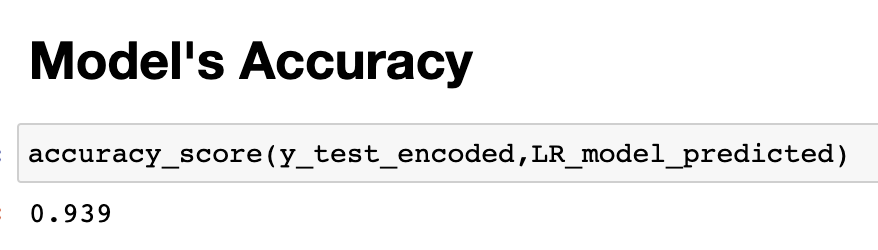 Model's Accuracy
accuracy_score(y_test_encoded,LR_model_predicted)
0.939